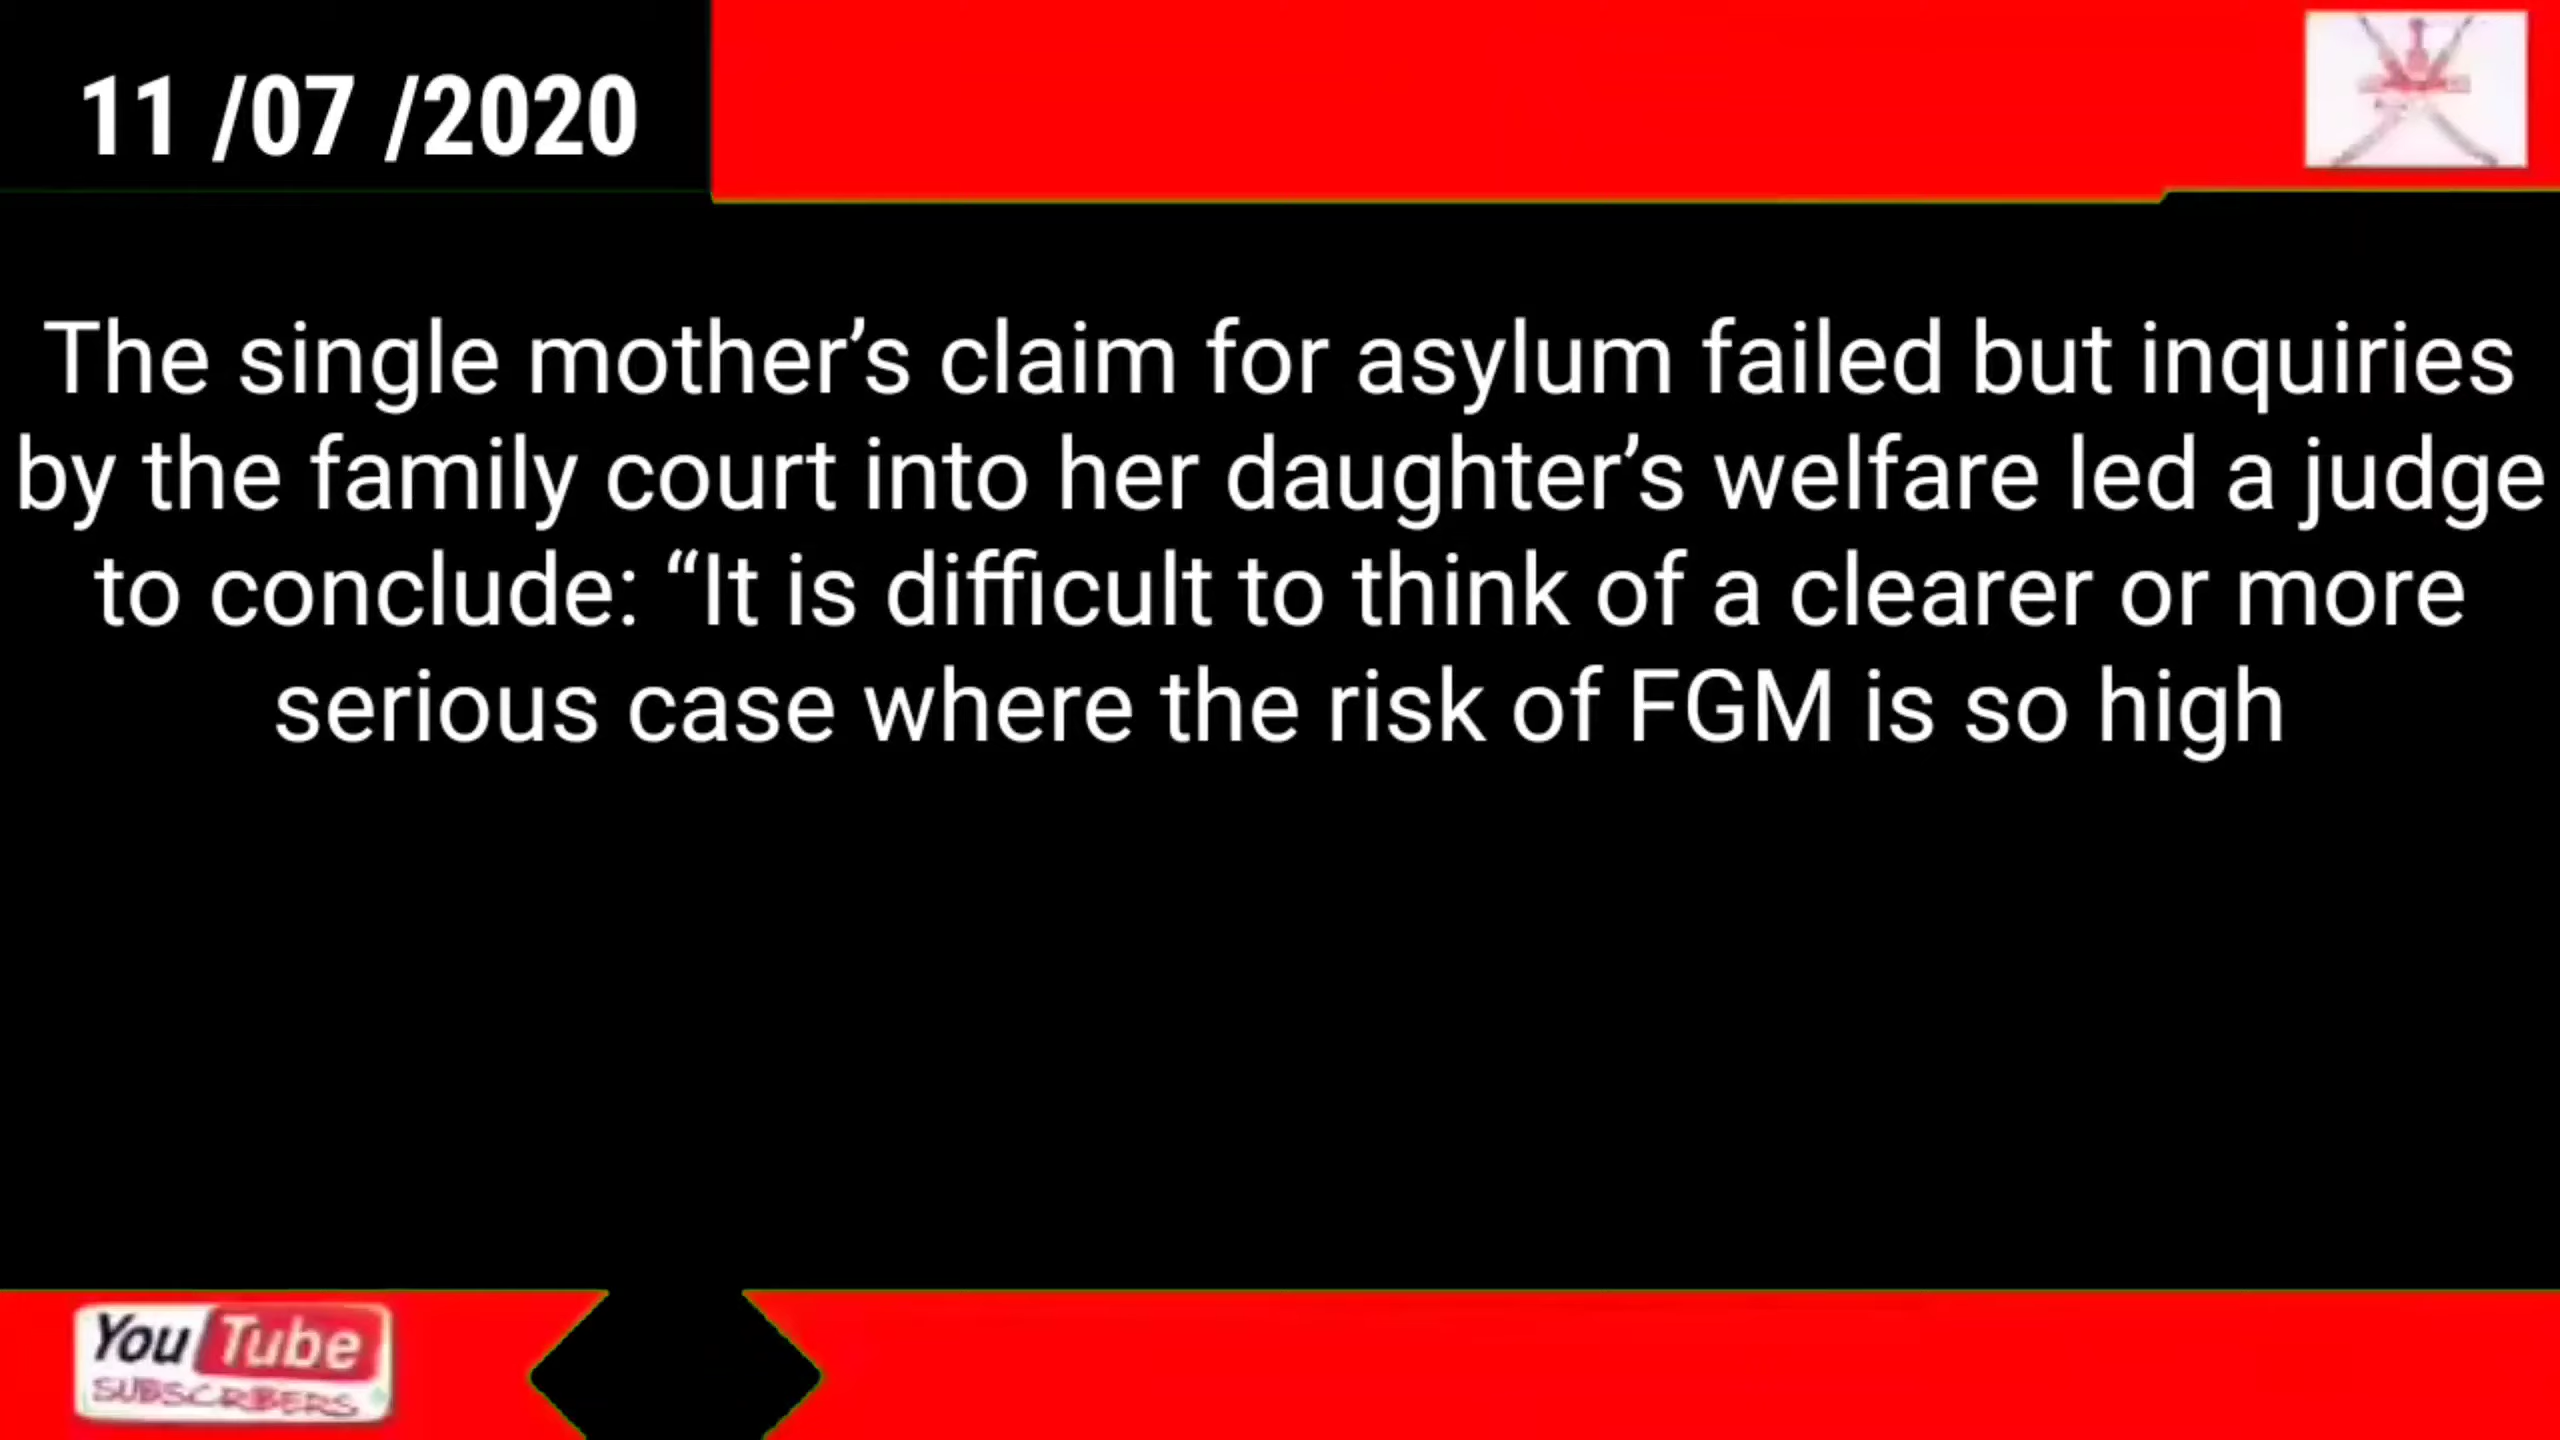 11 /07 /2020
The single mother’s claim for asylum failed but inquiries
by the family court into her daughter’s welfare led a judge
to conclude: “It is difficult to think of a clearer or more
serious case where the risk of FGM is so high
YouTube
SUBSCRIBERS